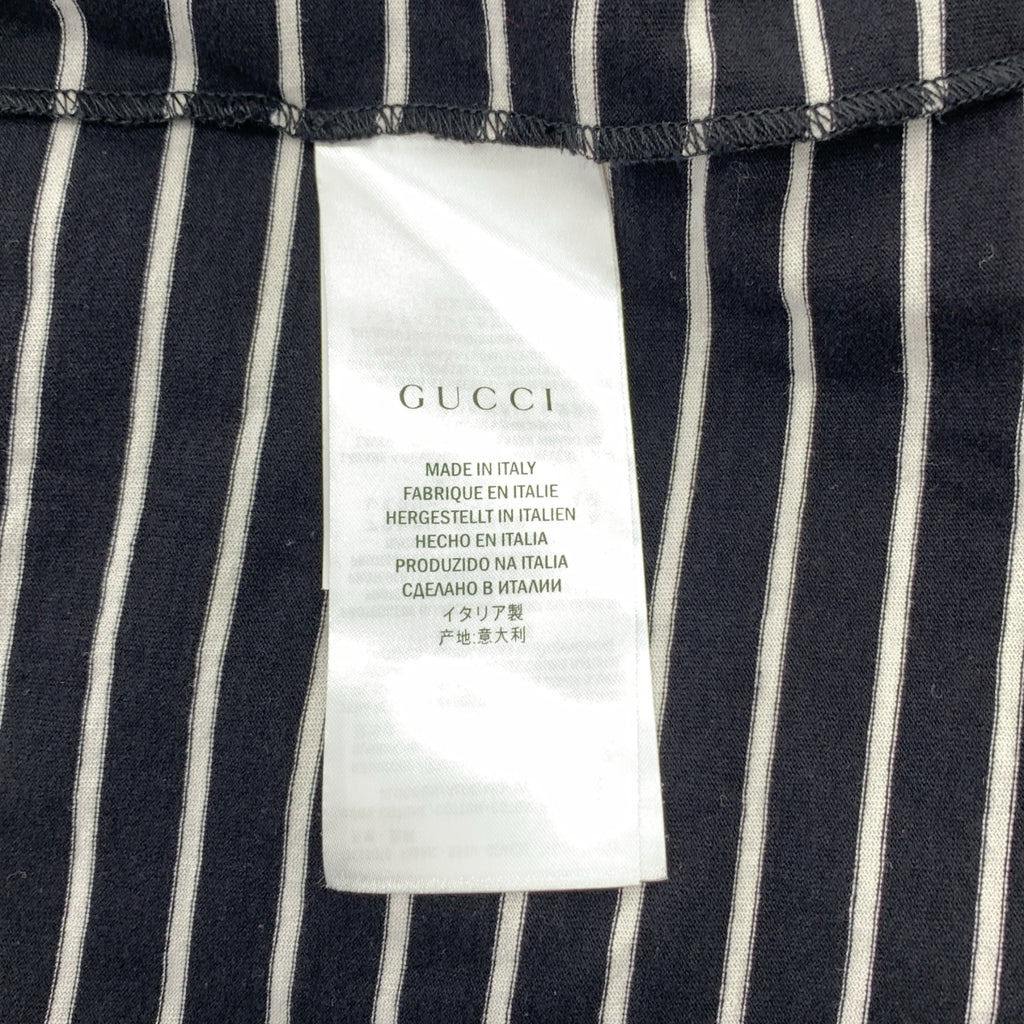 GUCCI
MADE IN ITALY
FABRIQUE EN ITALIE
HERGESTELLT IN ITALIEN
HECHO EN ITALIA
PRODUZIDO NA ITALIA
СДЕЛАНО В ИТАЛИИ
イタリア製
产地:意大利